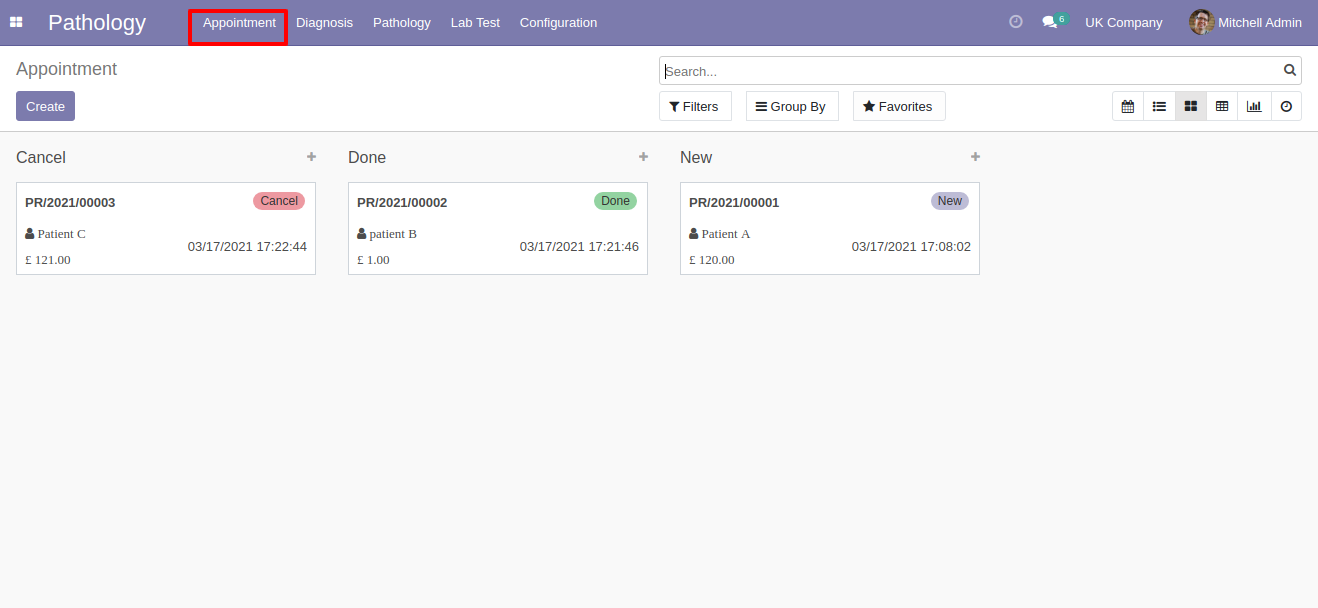 Pathology Appointment Diagnosis Pathology Lab Test Configuration 6 UK Company Mitchell Admin
Appointment
Search...
Create
Filters Group By Favorites
Cancel
PR/2021/00003 Cancel
Patient C
03/17/2021 17:22:44
£ 121.00
Done
PR/2021/00002 Done
patient B
03/17/2021 17:21:46
£ 1.00
New
PR/2021/00001 New
Patient A
03/17/2021 17:08:02
£ 120.00